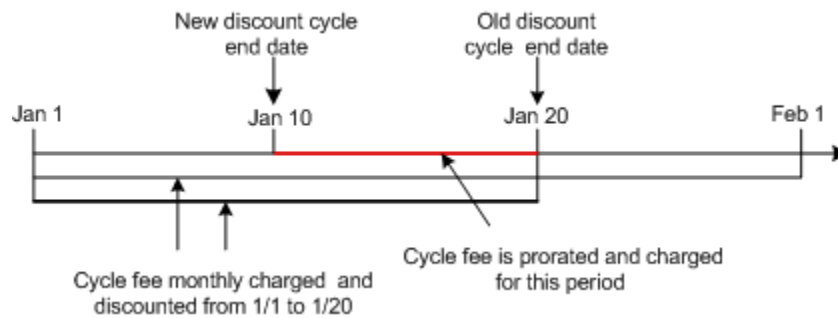 New discount cycle
end date
Old discount
cycle end date
Jan 1
Jan 10
Jan 20
Feb 1
Cycle fee monthly charged and
discounted from 1/1 to 1/20
Cycle fee is prorated and charged
for this period